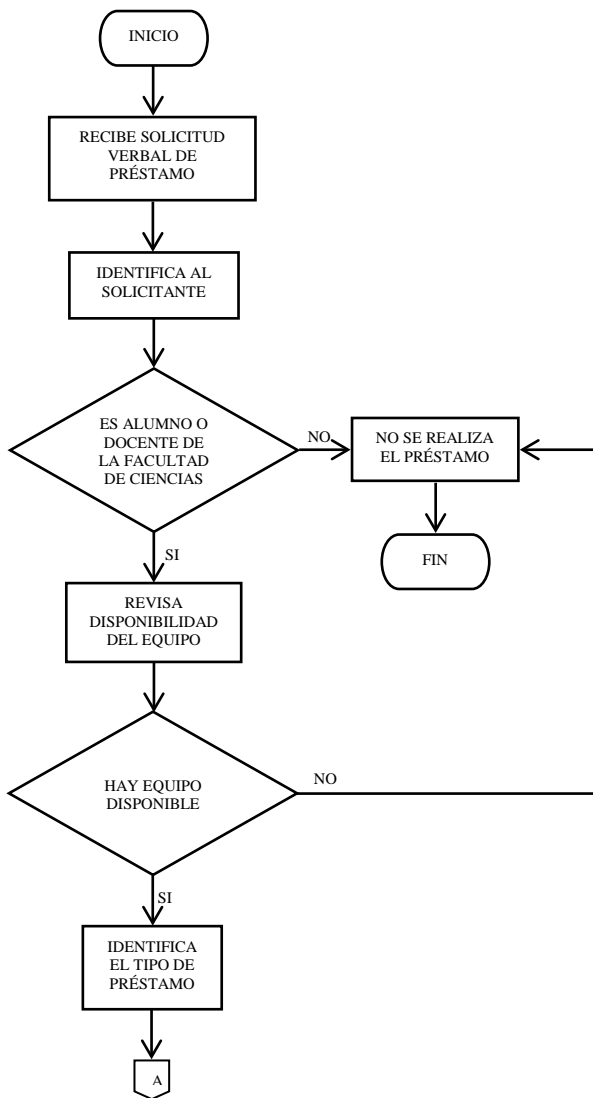 INICIO
RECIBE SOLICITUD
VERBAL DE
PRÉSTAMO
IDENTIFICA AL
SOLICITANTE
ES ALUMNO O
DOCENTE DE
LA FACULTAD
DE CIENCIAS
NO
NO SE REALIZA
EL PRÉSTAMO
FIN
SI
REVISA
DISPONIBILIDAD
DEL EQUIPO
HAY EQUIPO
DISPONIBLE
NO
SI
IDENTIFICA
EL TIPO DE
PRÉSTAMO
A